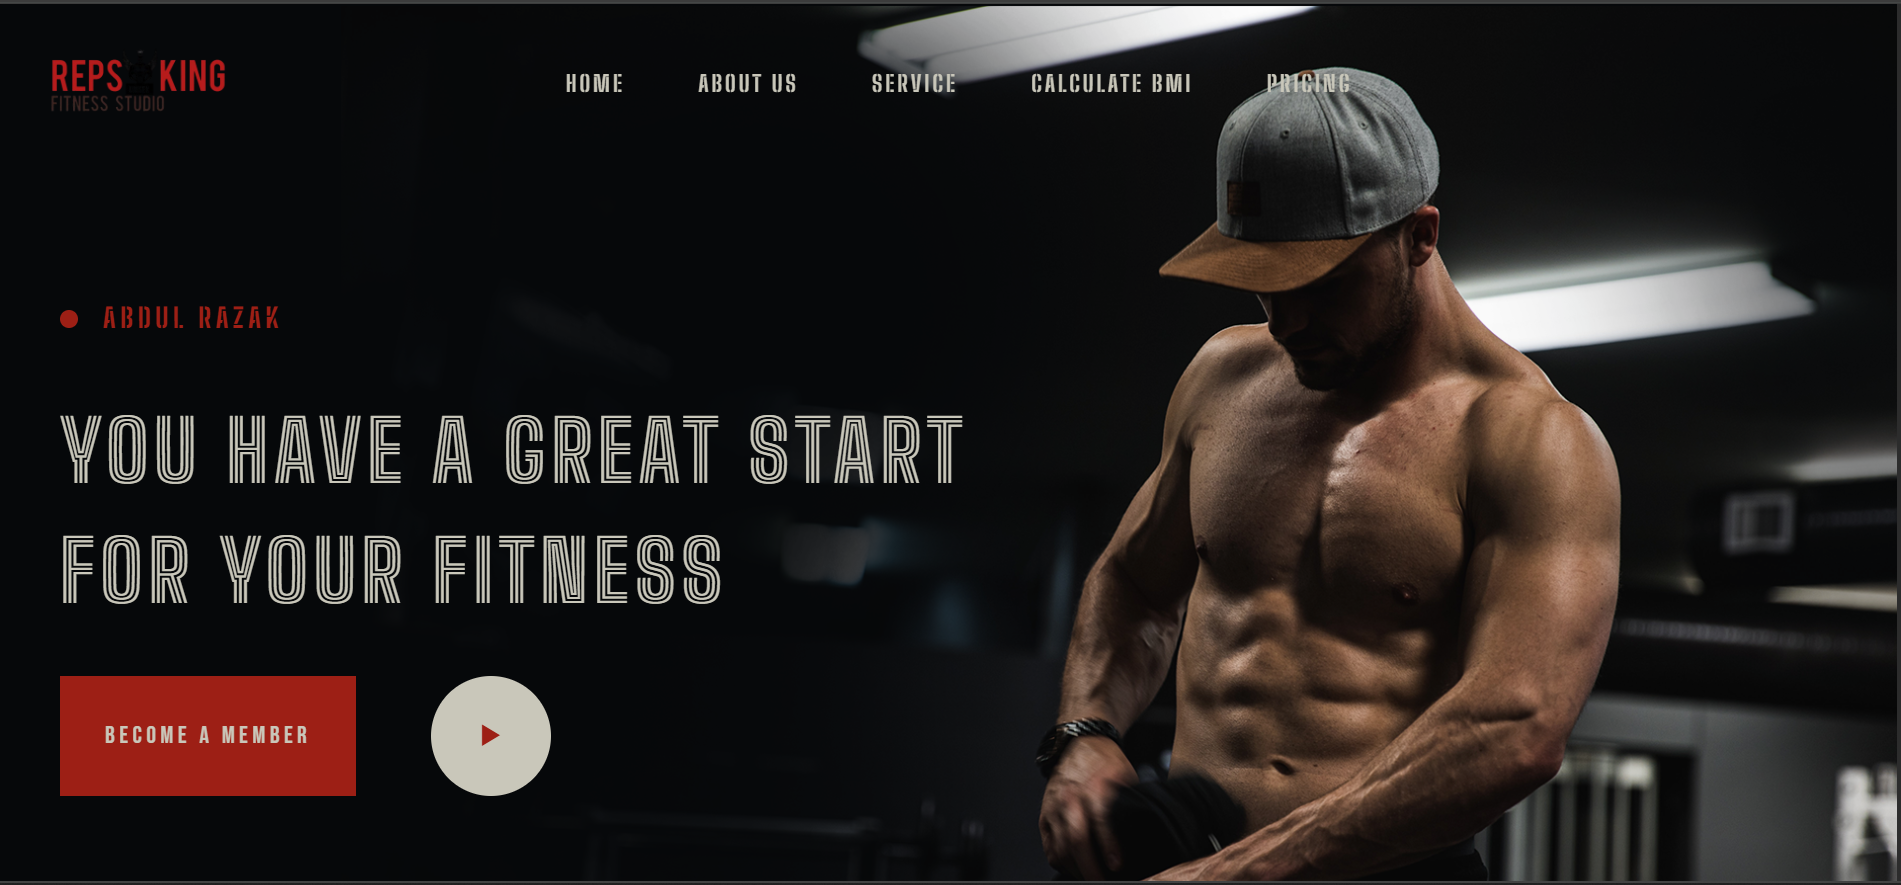 REPS KING
FITNESS STUDIO
HOME
ABOUT US
SERVICE
CALCULATE BMI
PRICING
ABDUL RAZAK
YOU HAVE A GREAT START
FOR YOUR FITNESS
BECOME A MEMBER